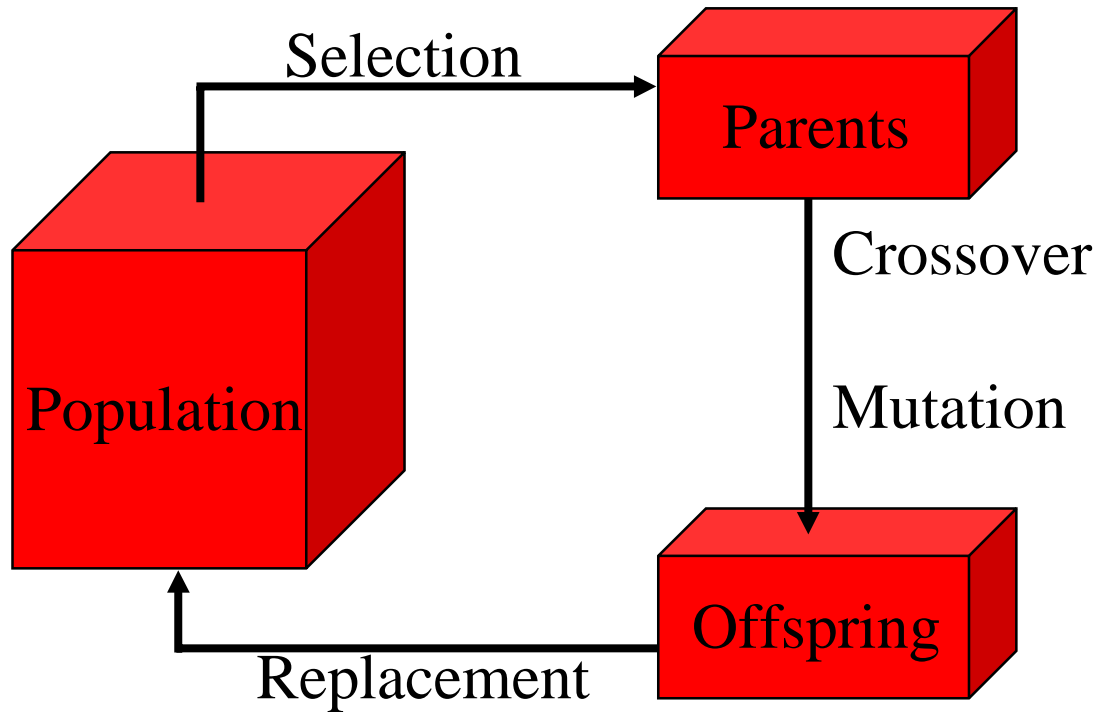 Selection
Parents
Crossover
Population
Mutation
Offspring
Replacement